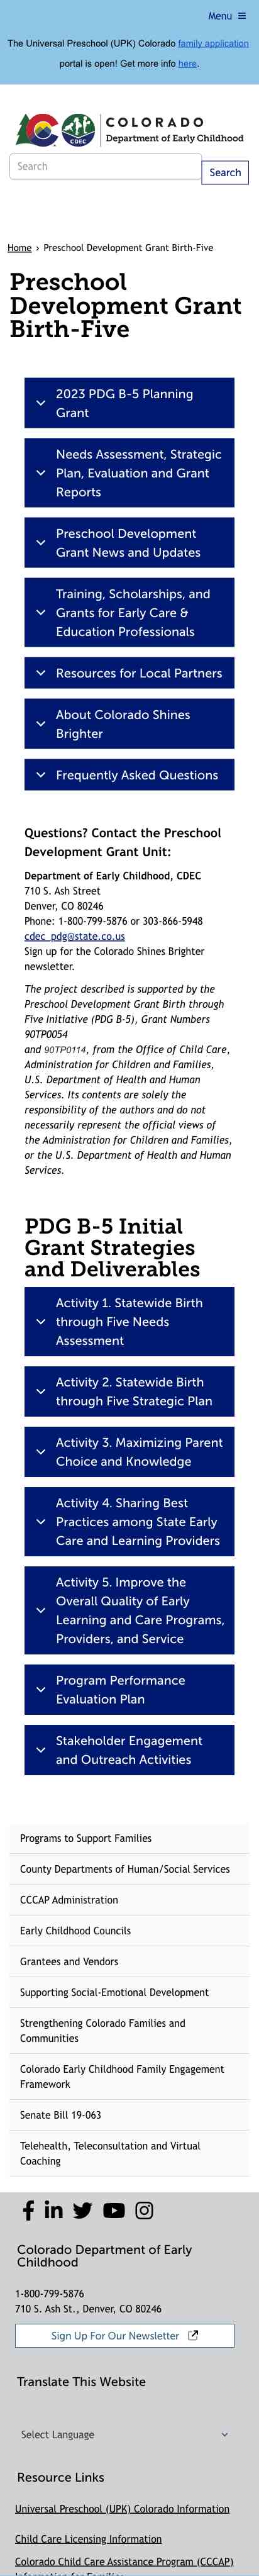 Menu ≡
The Universal Preschool (UPK) Colorado family application
portal is open! Get more info here.
COLORADO
CDEC
Department of Early Childhood
Search
Search
Home › Preschool Development Grant Birth-Five
Preschool
Development Grant
Birth-Five
2023 PDG B-5 Planning
Grant
Needs Assessment, Strategic
Plan, Evaluation and Grant
Reports
Preschool Development
Grant News and Updates
Training, Scholarships, and
Grants for Early Care &
Education Professionals
Resources for Local Partners
About Colorado Shines
Brighter
Frequently Asked Questions
Questions? Contact the Preschool
Development Grant Unit:
Department of Early Childhood, CDEC
710 S. Ash Street
Denver, CO 80246
Phone: 1-800-799-5876 or 303-866-5948
cdec_pdg@state.co.us
Sign up for the Colorado Shines Brighter
newsletter.
The project described is supported by the
Preschool Development Grant Birth through
Five Initiative (PDG B-5), Grant Numbers
90TP0054
and 90TP0114, from the Office of Child Care,
Administration for Children and Families,
U.S. Department of Health and Human
Services. Its contents are solely the
responsibility of the authors and do not
necessarily represent the official views of
the Administration for Children and Families,
or the U.S. Department of Health and Human
Services.
PDG B-5 Initial
Grant Strategies
and Deliverables
Activity 1. Statewide Birth
through Five Needs
Assessment
Activity 2. Statewide Birth
through Five Strategic Plan
Activity 3. Maximizing Parent
Choice and Knowledge
Activity 4. Sharing Best
Practices among State Early
Care and Learning Providers
Activity 5. Improve the
Overall Quality of Early
Learning and Care Programs,
Providers, and Service
Program Performance
Evaluation Plan
Stakeholder Engagement
and Outreach Activities
Programs to Support Families
County Departments of Human/Social Services
CCCAP Administration
Early Childhood Councils
Grantees and Vendors
Supporting Social-Emotional Development
Strengthening Colorado Families and
Communities
Colorado Early Childhood Family Engagement
Framework
Senate Bill 19-063
Telehealth, Teleconsultation and Virtual
Coaching
Colorado Department of Early
Childhood
1-800-799-5876
710 S. Ash St., Denver, CO 80246
Sign Up For Our Newsletter
Translate This Website
Select Language
Resource Links
Universal Preschool (UPK) Colorado Information
Child Care Licensing Information
Colorado Child Care Assistance Program (CCCAP)
Information for Families